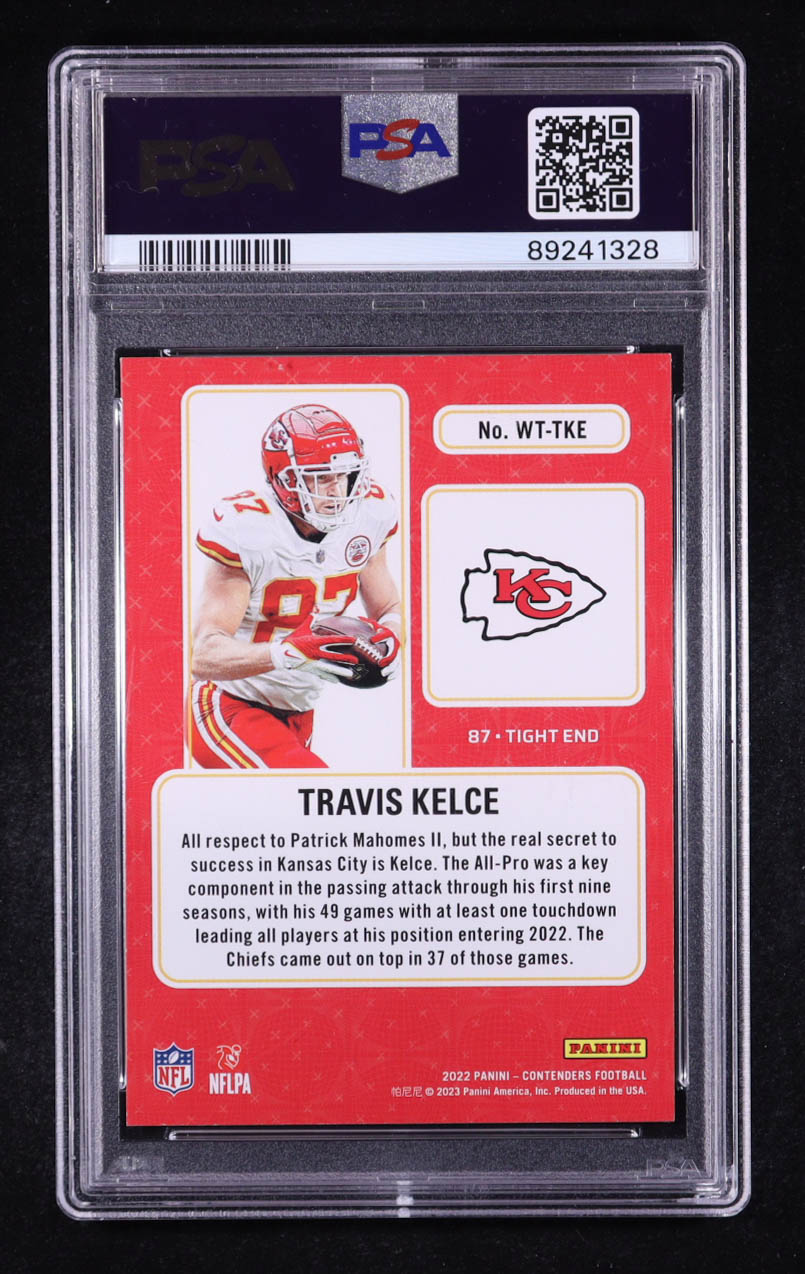 PSA
PSA
89241328
No. WT-TKE
KC
87
87
87 • TIGHT END
TRAVIS KELCE
All respect to Patrick Mahomes II, but the real secret to
success in Kansas City is Kelce. The All-Pro was a key
component in the passing attack through his first nine
seasons, with his 49 games with at least one touchdown
leading all players at his position entering 2022. The
Chiefs came out on top in 37 of those games.
NFL
NFLPA
PANINI
2022 PANINI – CONTENDERS FOOTBALL
帕尼尼 © 2023 Panini America, Inc. Produced in the USA.
PSA